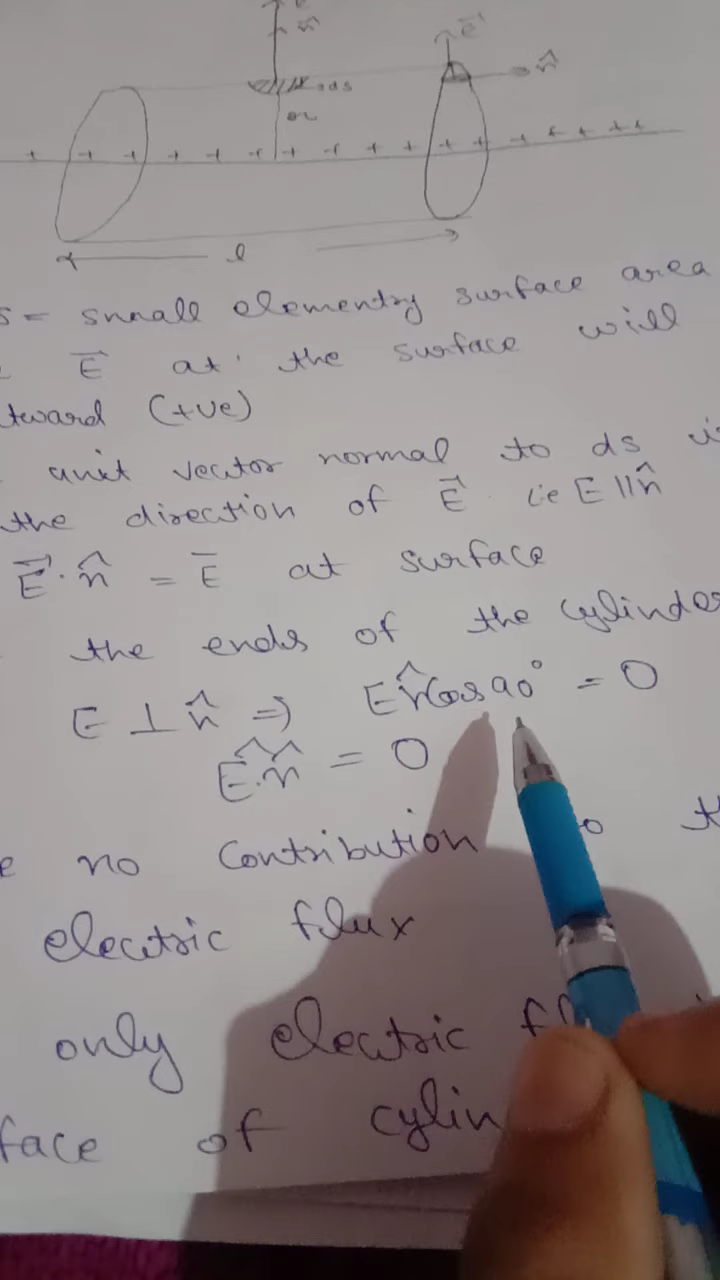 E⃗ n̂
ds
+ + + + + + + + + + + + + + + +
l
s = small elementry surface area
E⃗ at the surface will
tward (+ve)
unit vector normal to ds
the direction of E⃗ ie E || n̂
E⃗ · n̂ = E̅ at surface
the ends of the cylinder
E ⊥ n̂ ⇒ E n̂ Cos 90° = 0
Ê·n̂ = 0
no Contribution to
electric flux
only electric
face of cylin